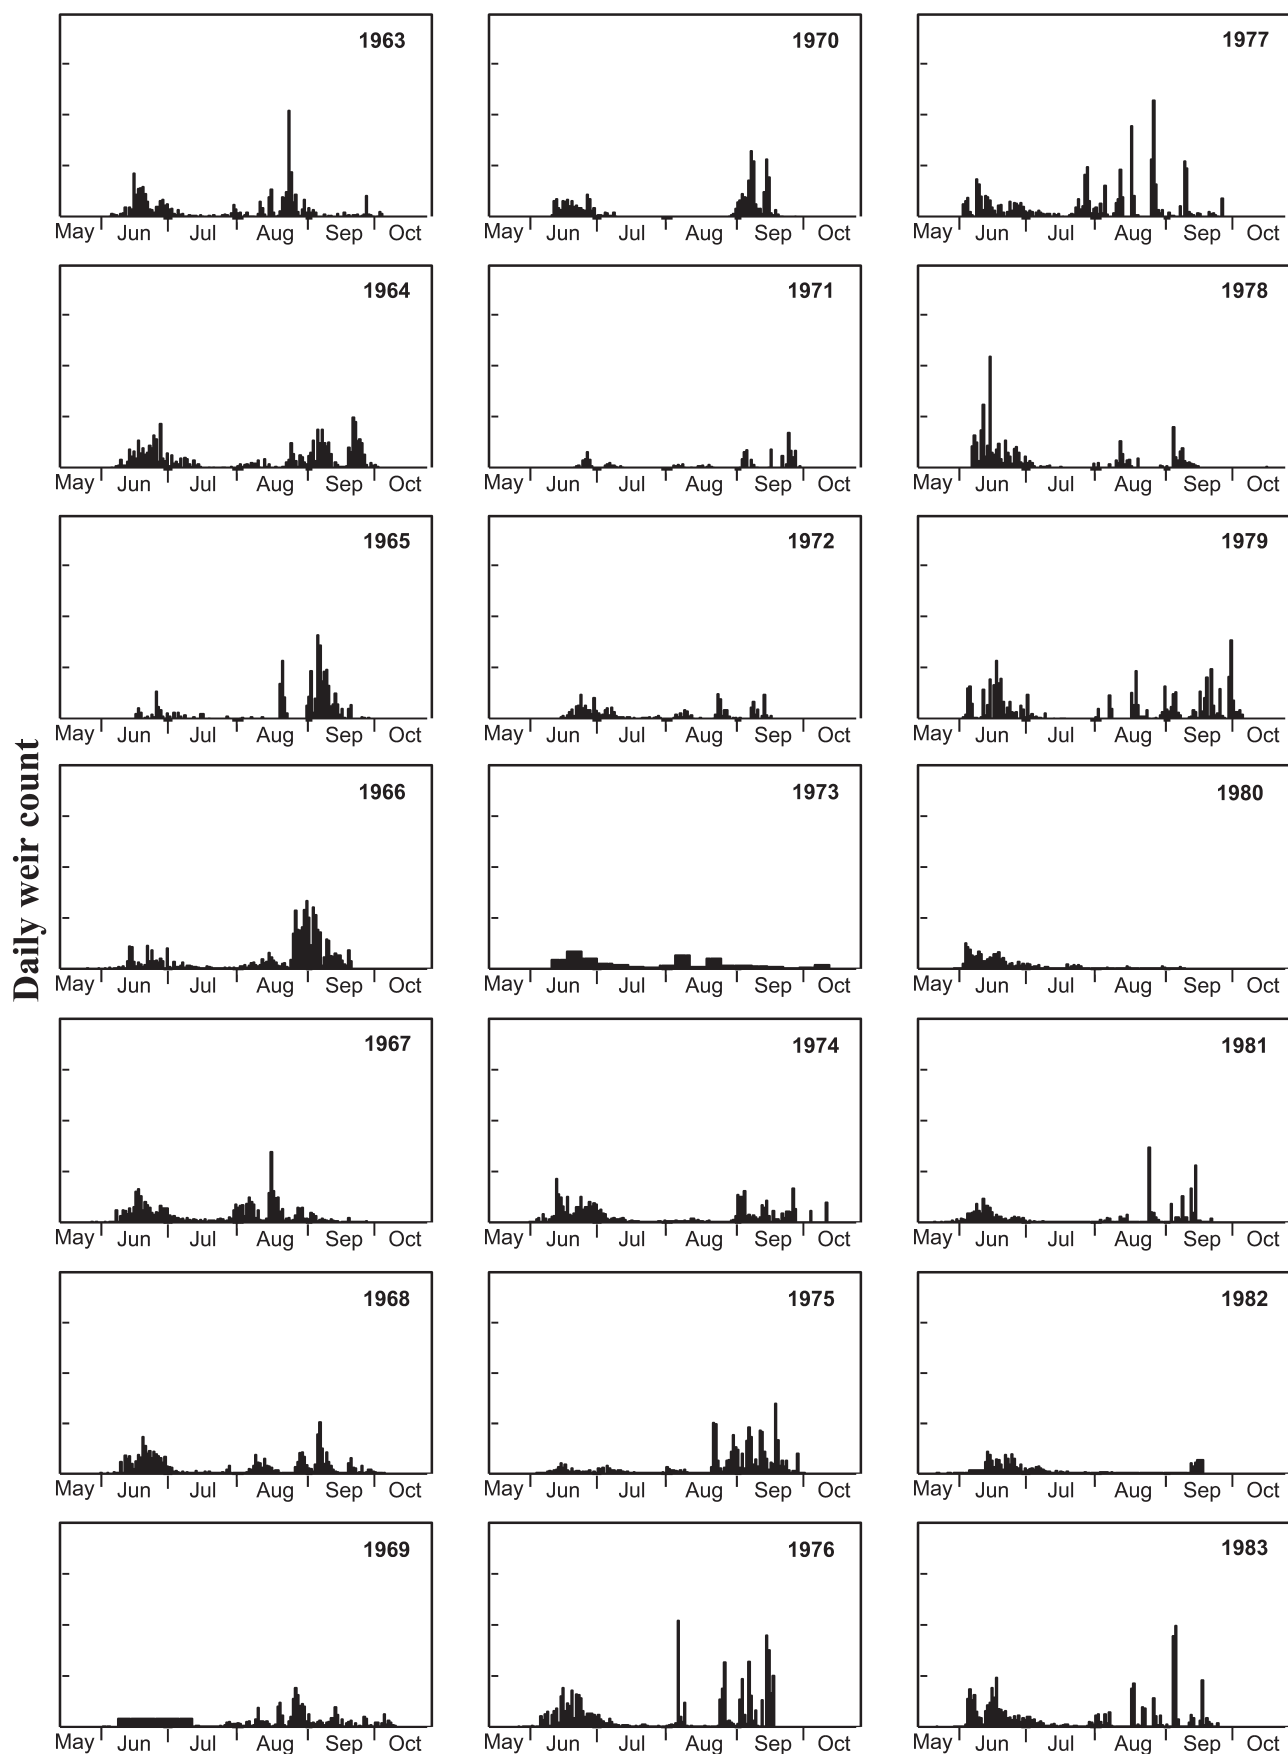 Daily weir count
1963
May Jun Jul Aug Sep Oct
1970
May Jun Jul Aug Sep Oct
1977
May Jun Jul Aug Sep Oct
1964
May Jun Jul Aug Sep Oct
1971
May Jun Jul Aug Sep Oct
1978
May Jun Jul Aug Sep Oct
1965
May Jun Jul Aug Sep Oct
1972
May Jun Jul Aug Sep Oct
1979
May Jun Jul Aug Sep Oct
1966
May Jun Jul Aug Sep Oct
1973
May Jun Jul Aug Sep Oct
1980
May Jun Jul Aug Sep Oct
1967
May Jun Jul Aug Sep Oct
1974
May Jun Jul Aug Sep Oct
1981
May Jun Jul Aug Sep Oct
1968
May Jun Jul Aug Sep Oct
1975
May Jun Jul Aug Sep Oct
1982
May Jun Jul Aug Sep Oct
1969
May Jun Jul Aug Sep Oct
1976
May Jun Jul Aug Sep Oct
1983
May Jun Jul Aug Sep Oct